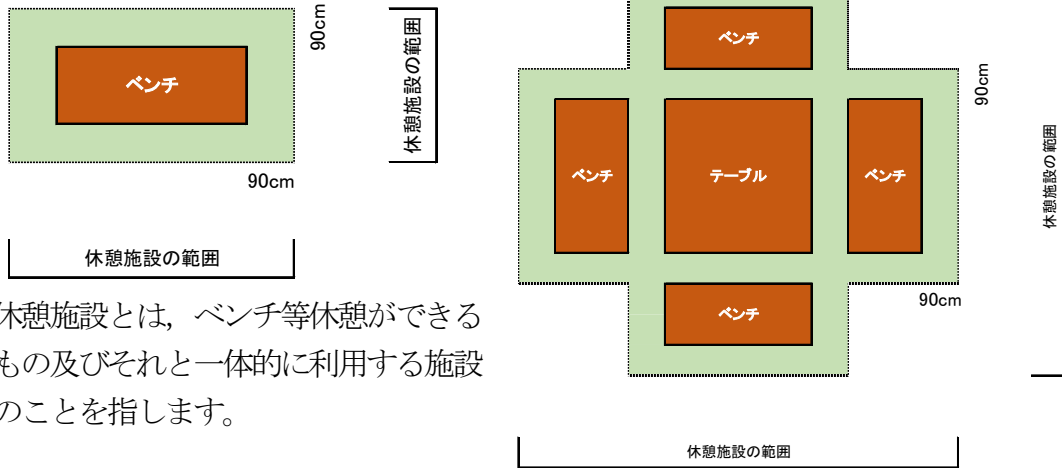 90cm
ベンチ
休憩施設の範囲
90cm
休憩施設の範囲
休憩施設とは，ベンチ等休憩ができる
もの及びそれと一体的に利用する施設
のことを指します。
ベンチ
90cm
ベンチ
テーブル
ベンチ
休憩施設の範囲
90cm
ベンチ
休憩施設の範囲